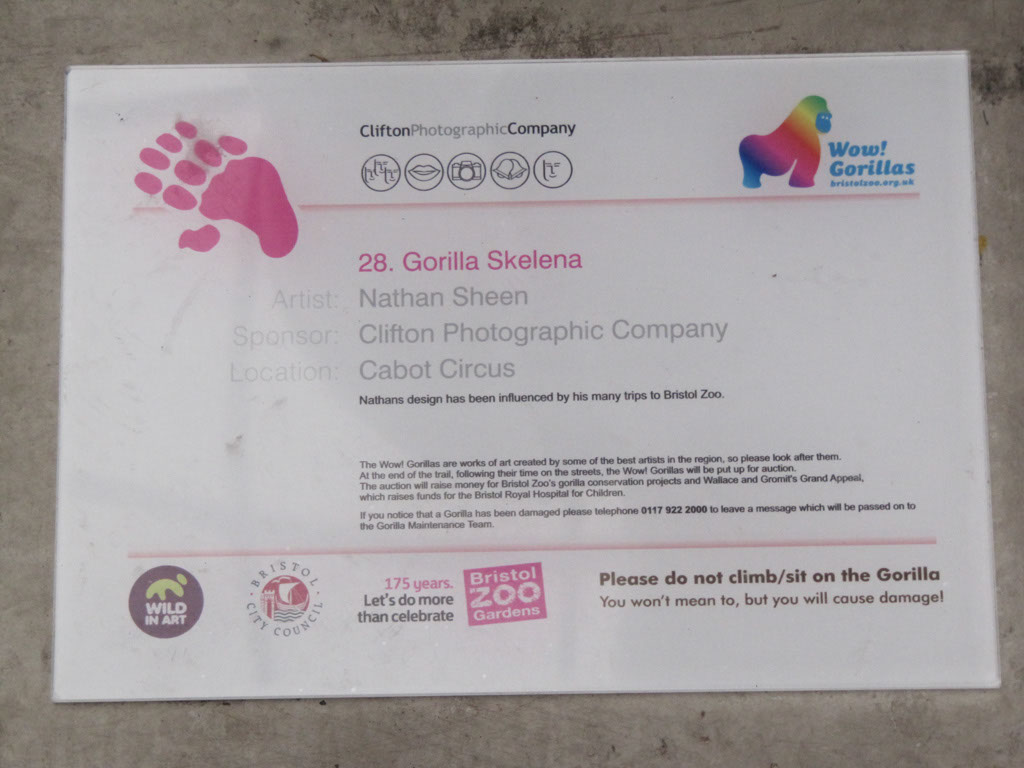 CliftonPhotographicCompany
Wow!
Gorillas
bristolzoo.org.uk
28. Gorilla Skelena
Artist: Nathan Sheen
Sponsor: Clifton Photographic Company
Location: Cabot Circus
Nathans design has been influenced by his many trips to Bristol Zoo.
The Wow! Gorillas are works of art created by some of the best artists in the region, so please look after them.
At the end of the trail, following their time on the streets, the Wow! Gorillas will be put up for auction.
The auction will raise money for Bristol Zoo's gorilla conservation projects and Wallace and Gromit's Grand Appeal,
which raises funds for the Bristol Royal Hospital for Children.
If you notice that a Gorilla has been damaged please telephone 0117 922 2000 to leave a message which will be passed on to
the Gorilla Maintenance Team.
WILD
IN ART
BRISTOL
CITY COUNCIL
175 years.
Let's do more
than celebrate
Bristol
ZOO
Gardens
Please do not climb/sit on the Gorilla
You won't mean to, but you will cause damage!